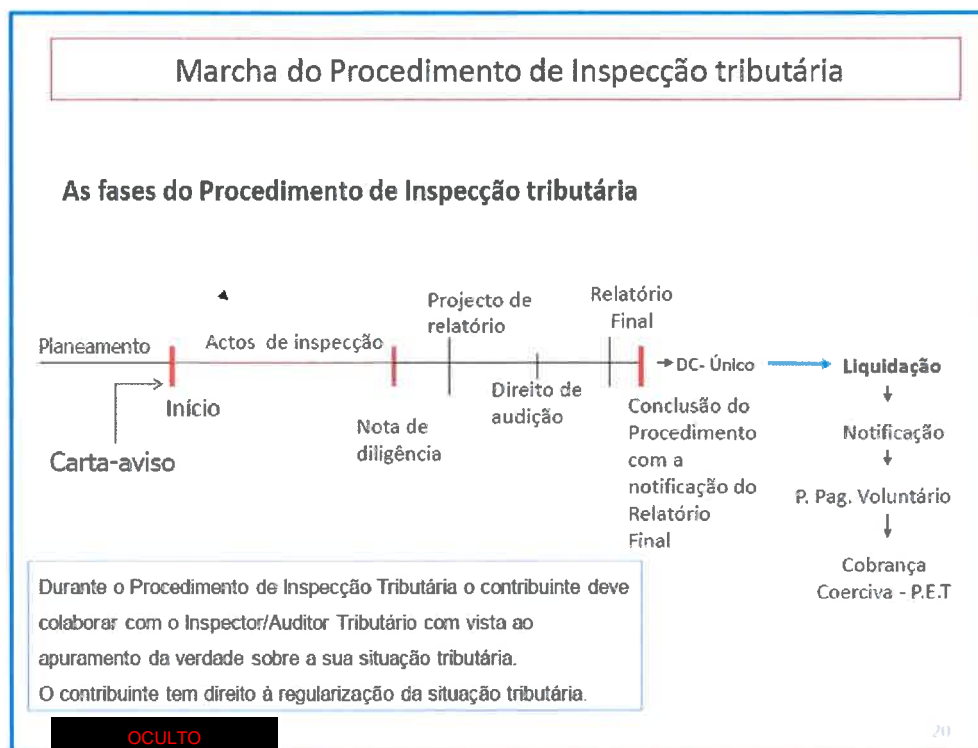 Marcha do Procedimento de Inspecção tributária
As fases do Procedimento de Inspecção tributária
Planeamento
Carta-aviso
Início
Actos de inspecção
Nota de
diligência
Projecto de
relatório
Direito de
audição
Relatório
Final
Conclusão do
Procedimento
com a
notificação do
Relatório
Final
DC- Único
Liquidação
Notificação
P. Pag. Voluntário
Cobrança
Coerciva - P.E.T
Durante o Procedimento de Inspecção Tributária o contribuinte deve
colaborar com o Inspector/Auditor Tributário com vista ao
apuramento da verdade sobre a sua situação tributária.
O contribuinte tem direito à regularização da situação tributária.
OCULTO
20